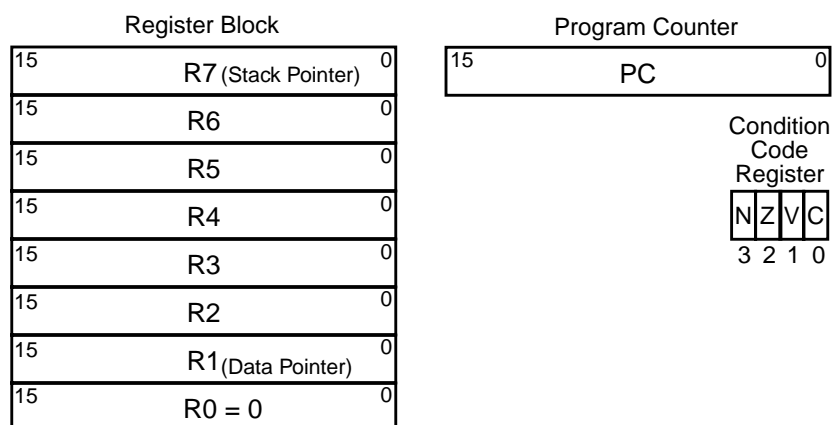 Register Block
15 R7 (Stack Pointer) 0
15 R6 0
15 R5 0
15 R4 0
15 R3 0
15 R2 0
15 R1 (Data Pointer) 0
15 R0 = 0 0
Program Counter
15 PC 0
Condition
Code
Register
N Z V C
3 2 1 0